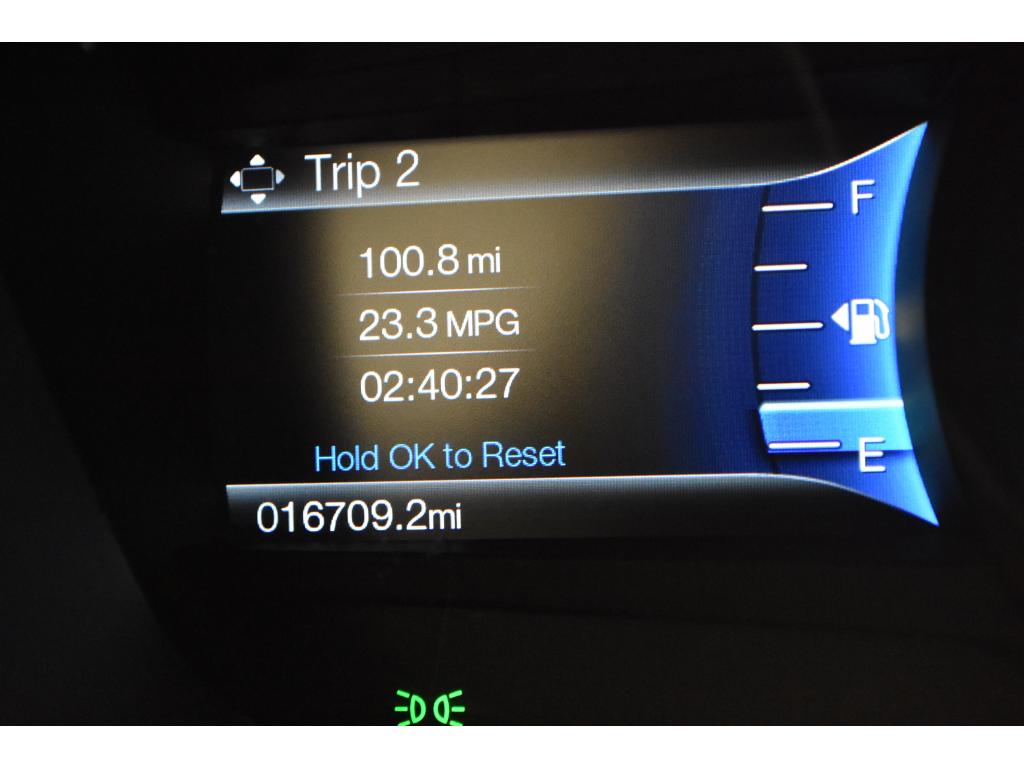 Trip 2
F
100.8 mi
23.3 MPG
02:40:27
E
Hold OK to Reset
016709.2mi